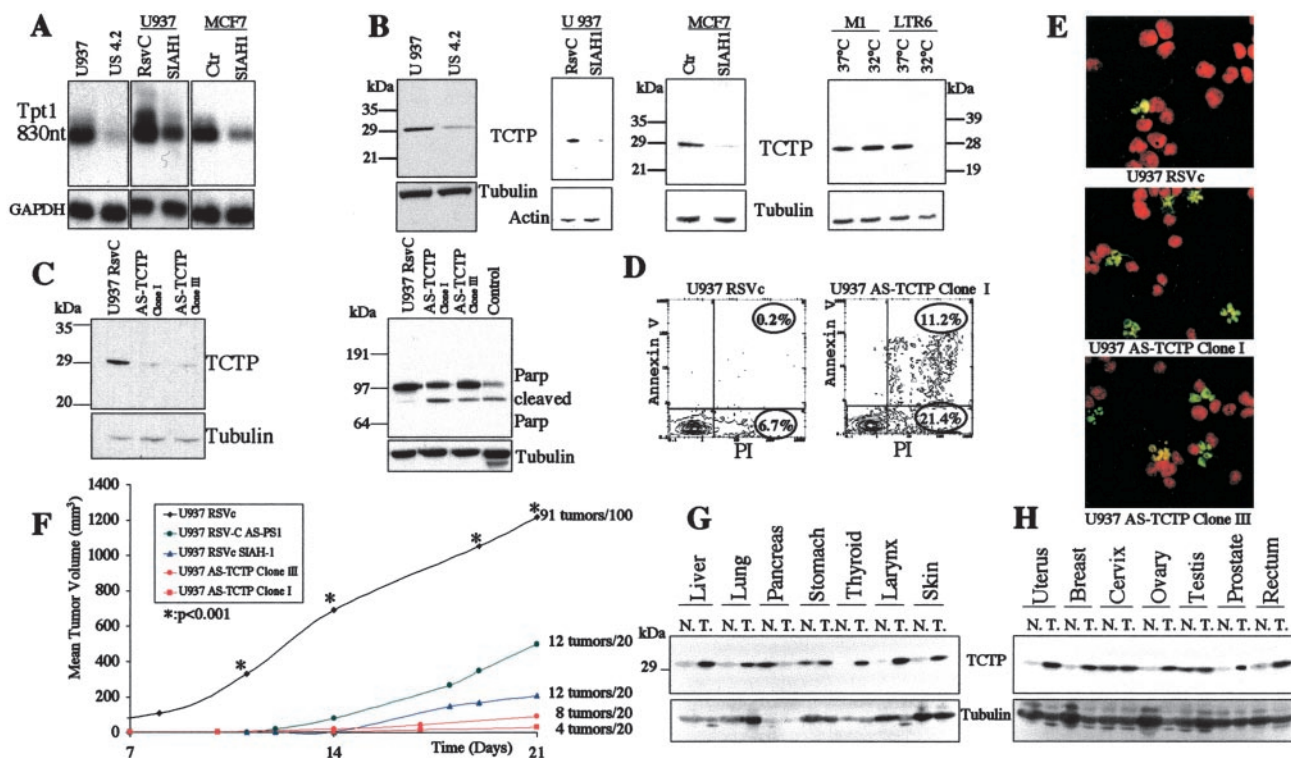 A
U937
US 4.2
U937
RsvC
SIAH1
MCF7
Ctr
SIAH1
Tpt1
830nt
GAPDH
B
U 937
US 4.2
U 937
RsvC
SIAH1
MCF7
Ctr
SIAH1
M1
LTR6
37°C
32°C
37°C
32°C
kDa
35
29
21
TCTP
kDa
35
29
21
TCTP
kDa
39
28
19
Tubulin
Actin
Tubulin
C
U937 RsvC
AS-TCTP
Clone I
AS-TCTP
Clone III
kDa
35
29
20
TCTP
Tubulin
U937 RsvC
AS-TCTP
Clone I
AS-TCTP
Clone III
Control
kDa
191
97
64
Parp
cleaved
Parp
Tubulin
D
U937 RSVc
U937 AS-TCTP Clone I
Annexin V
0.2%
6.7%
PI
Annexin V
11.2%
21.4%
PI
E
U937 RSVc
U937 AS-TCTP Clone I
U937 AS-TCTP Clone III
F
Mean Tumor Volume (mm³)
1400
1200
1000
800
600
400
200
0
7
14
21
Time (Days)
U937 RSVc
U937 RSV-C AS-PS1
U937 RSVc SIAH-1
U937 AS-TCTP Clone III
U937 AS-TCTP Clone I
*:p<0.001
* * * * *
91 tumors/100
12 tumors/20
12 tumors/20
8 tumors/20
4 tumors/20
G
Liver
Lung
Pancreas
Stomach
Thyroid
Larynx
Skin
N. T. N. T. N. T. N. T. N. T. N. T. N. T.
kDa
29
TCTP
Tubulin
H
Uterus
Breast
Cervix
Ovary
Testis
Prostate
Rectum
N. T. N. T. N. T. N. T. N. T. N. T. N. T.